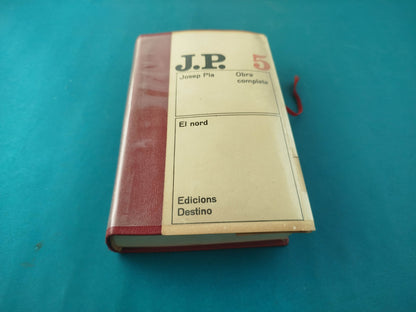 J.P. 5
Josep Pla Obra
completa
El nord
Edicions
Destino